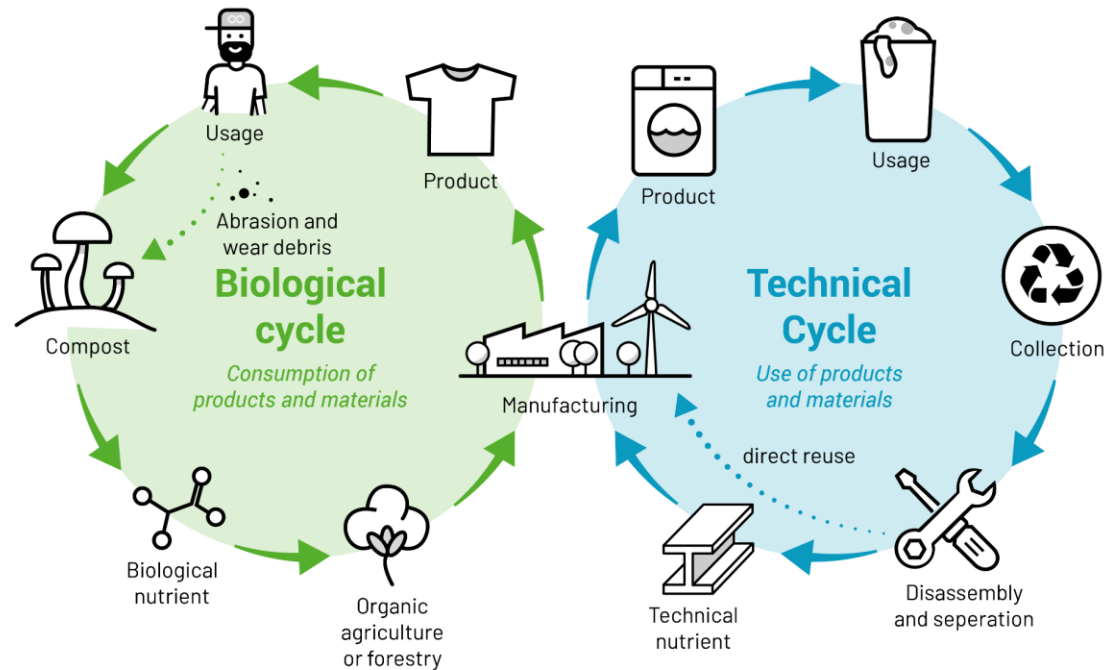 Usage
Product
Abrasion and
wear debris
Biological
cycle
Consumption of
products and materials
Compost
Biological
nutrient
Organic
agriculture
or forestry
Manufacturing
Product
Usage
Technical
Cycle
Use of products
and materials
Collection
direct reuse
Technical
nutrient
Disassembly
and seperation